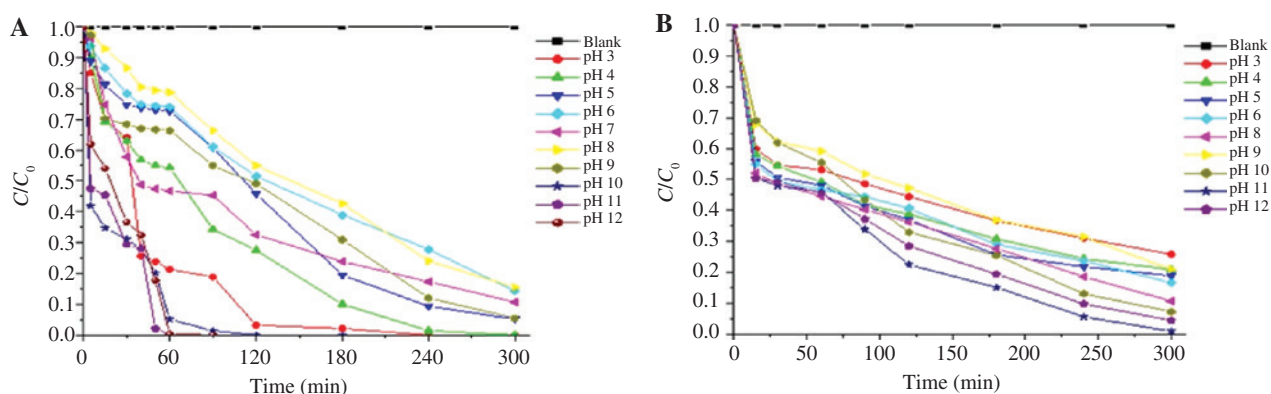 A
C/C0
1.0
0.9
0.8
0.7
0.6
0.5
0.4
0.3
0.2
0.1
0.0
0 60 120 180 240 300
Time (min)
Blank
pH 3
pH 4
pH 5
pH 6
pH 7
pH 8
pH 9
pH 10
pH 11
pH 12
B
C/C0
1.0
0.9
0.8
0.7
0.6
0.5
0.4
0.3
0.2
0.1
0.0
0 50 100 150 200 250 300
Time (min)
Blank
pH 3
pH 4
pH 5
pH 6
pH 8
pH 9
pH 10
pH 11
pH 12